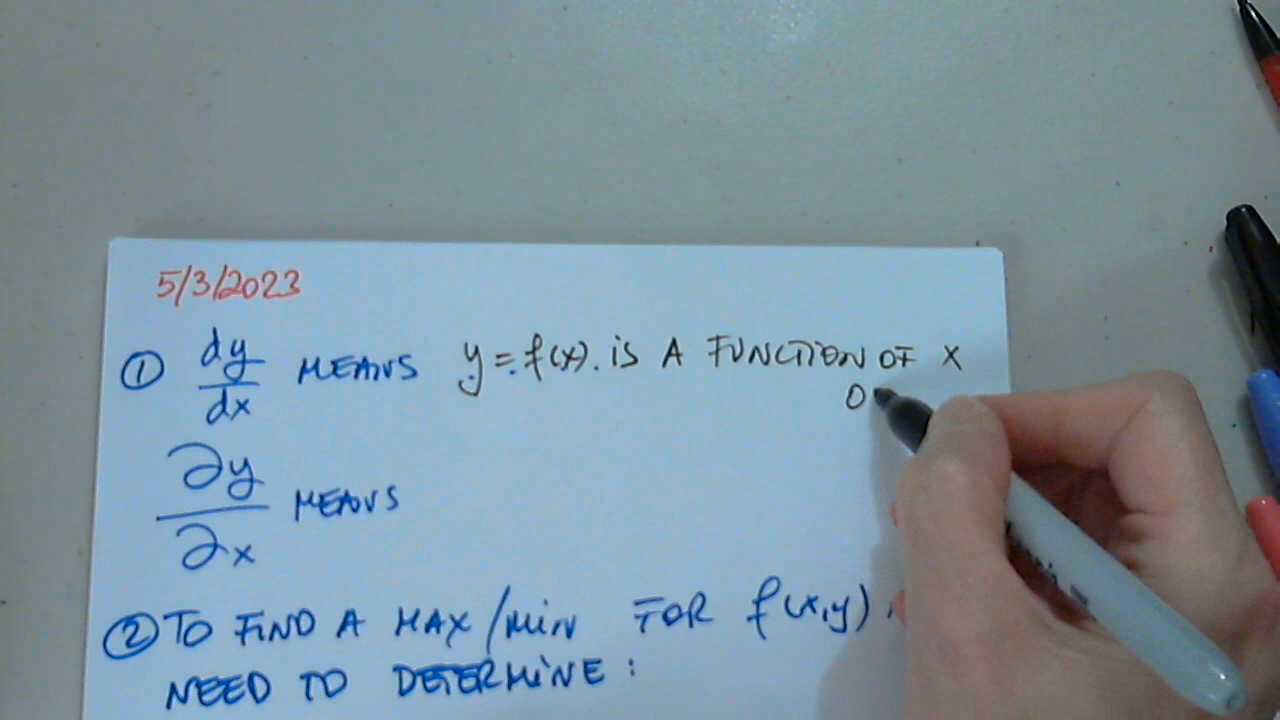 5/3/2023
① dy/dx MEANS y = f(x). is A FUNCTION OF X
O
∂y/∂x MEANS
② TO FIND A MAX/MIN FOR f(x,y)
NEED TO DETERMINE: